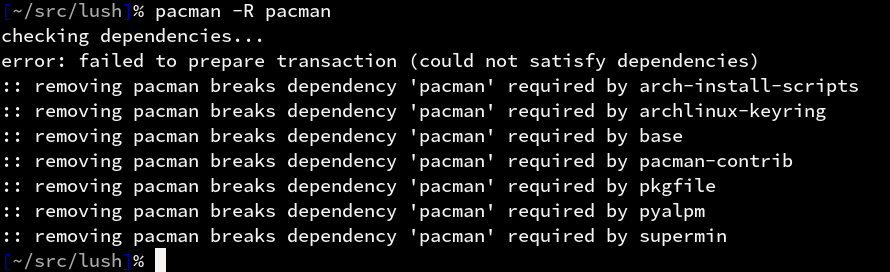 [~/src/lush]% pacman -R pacman
checking dependencies...
error: failed to prepare transaction (could not satisfy dependencies)
:: removing pacman breaks dependency 'pacman' required by arch-install-scripts
:: removing pacman breaks dependency 'pacman' required by archlinux-keyring
:: removing pacman breaks dependency 'pacman' required by base
:: removing pacman breaks dependency 'pacman' required by pacman-contrib
:: removing pacman breaks dependency 'pacman' required by pkgfile
:: removing pacman breaks dependency 'pacman' required by pyalpm
:: removing pacman breaks dependency 'pacman' required by supermin
[~/src/lush]%